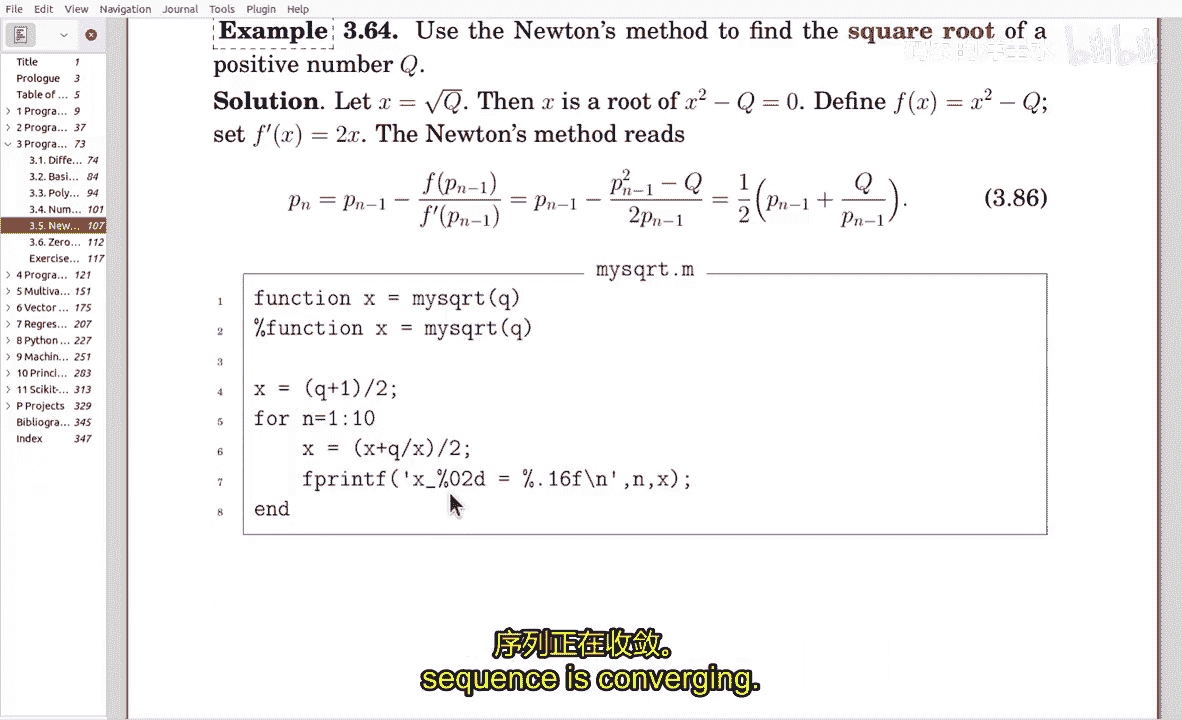 File Edit View Navigation Journal Tools Plugin Help
Title 1
Prologue 3
Table of ... 5
1 Progra... 9
2 Progra... 37
3 Progra... 73
3.1. Diffe... 74
3.2. Basi... 84
3.3. Poly... 94
3.4. Num... 101
3.5. New... 107
3.6. Zero... 112
Exercise... 117
4 Progra... 121
5 Multiva... 151
6 Vector ... 175
7 Regres... 207
8 Python ... 227
9 Machin... 251
10 Princi... 283
11 Scikit-... 313
P Projects 329
Bibliogra... 345
Index 347
Example 3.64. Use the Newton's method to find the square root of a
positive number Q.
Solution. Let x = √Q. Then x is a root of x² − Q = 0. Define f(x) = x² − Q;
set f′(x) = 2x. The Newton's method reads
pₙ = pₙ₋₁ − f(pₙ₋₁)/f′(pₙ₋₁) = pₙ₋₁ − (p²ₙ₋₁ − Q)/(2pₙ₋₁) = 1/2 (pₙ₋₁ + Q/pₙ₋₁). (3.86)
mysqrt.m
1 function x = mysqrt(q)
2 %function x = mysqrt(q)
3
4 x = (q+1)/2;
5 for n=1:10
6 x = (x+q/x)/2;
7 fprintf('x_%02d = %.16f\n',n,x);
8 end
序列正在收敛。
sequence is converging.